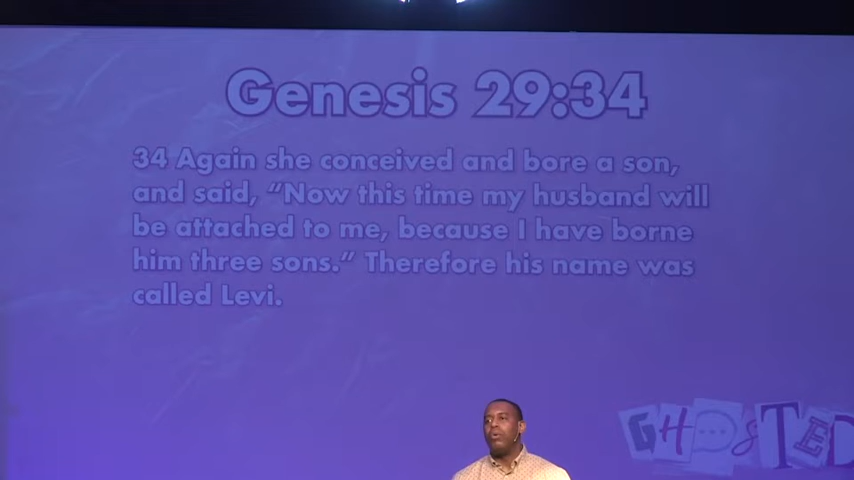 Genesis 29:34
34 Again she conceived and bore a son,
and said, “Now this time my husband will
be attached to me, because I have borne
him three sons.” Therefore his name was
called Levi.
GHOSTED